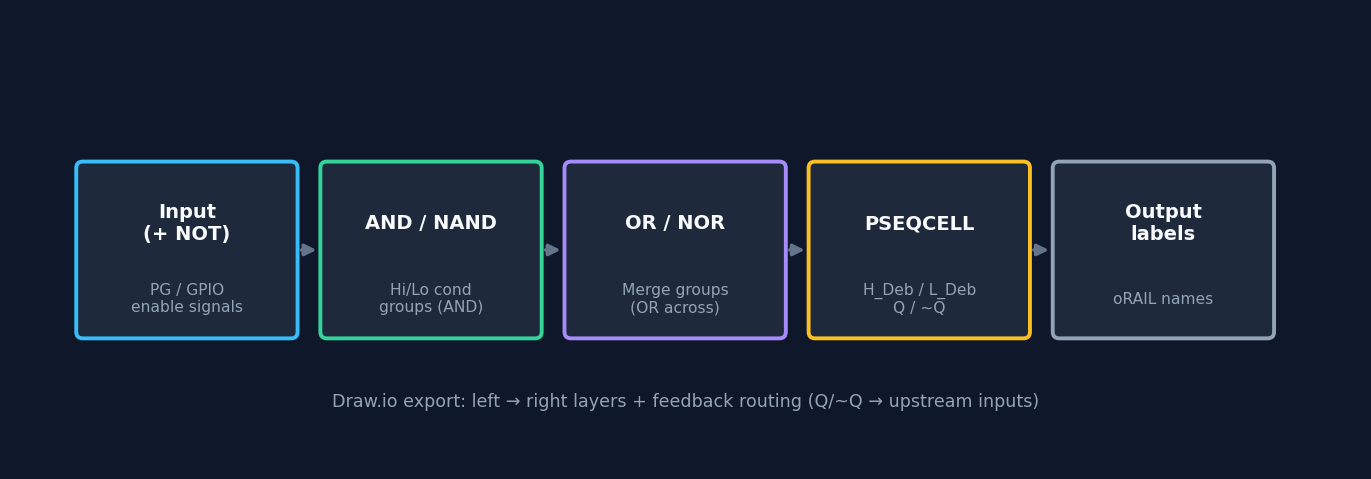 Input
(+ NOT)
PG / GPIO
enable signals
AND / NAND
Hi/Lo cond
groups (AND)
OR / NOR
Merge groups
(OR across)
PSEQCELL
H_Deb / L_Deb
Q / ~Q
Output
labels
oRAIL names
Draw.io export: left → right layers + feedback routing (Q/~Q → upstream inputs)